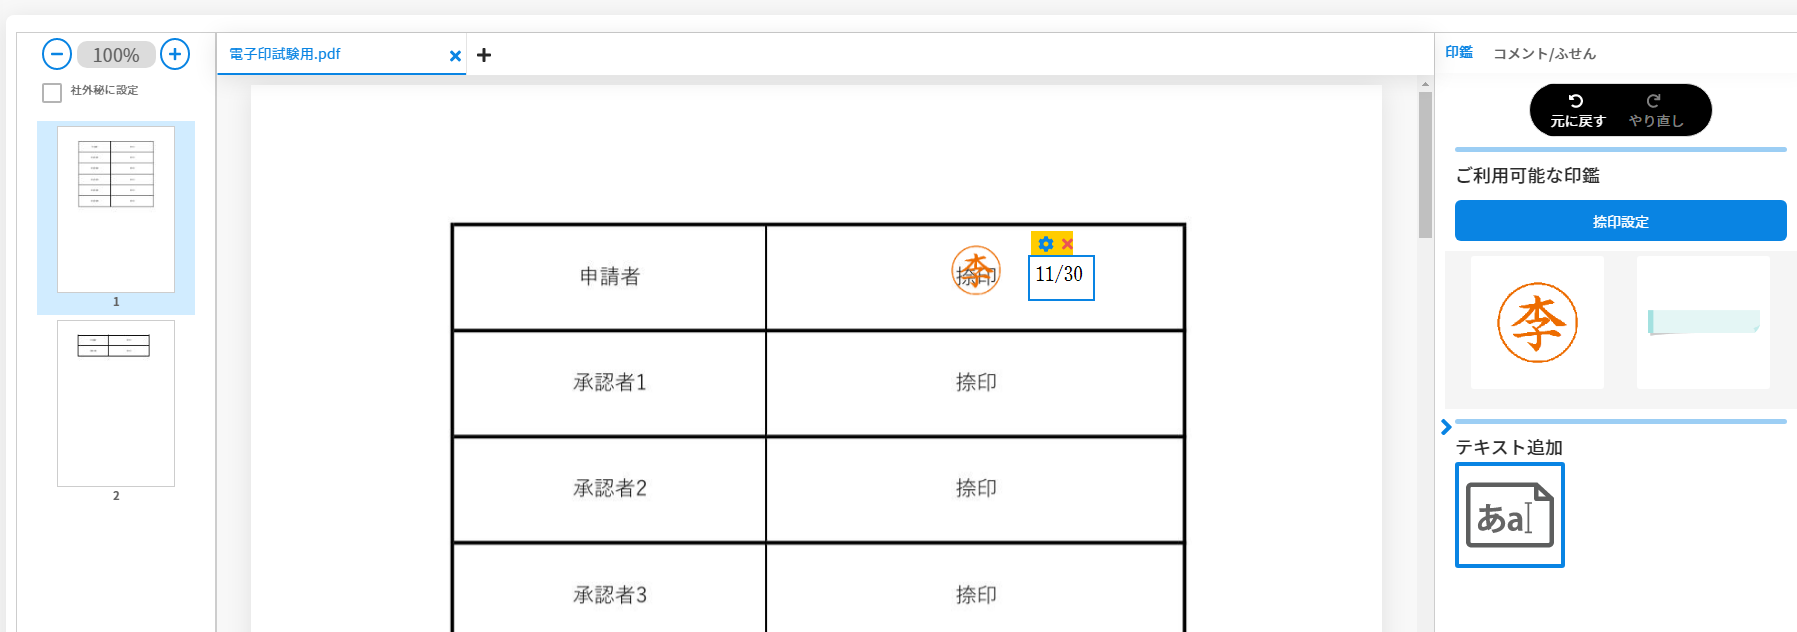 100%
社外秘に設定
1
2
電子印試験用.pdf
申請者
捺印
李
11/30
承認者1
捺印
承認者2
捺印
承認者3
捺印
印鑑
コメント/ふせん
元に戻す
やり直し
ご利用可能な印鑑
捺印設定
李
テキスト追加
あa